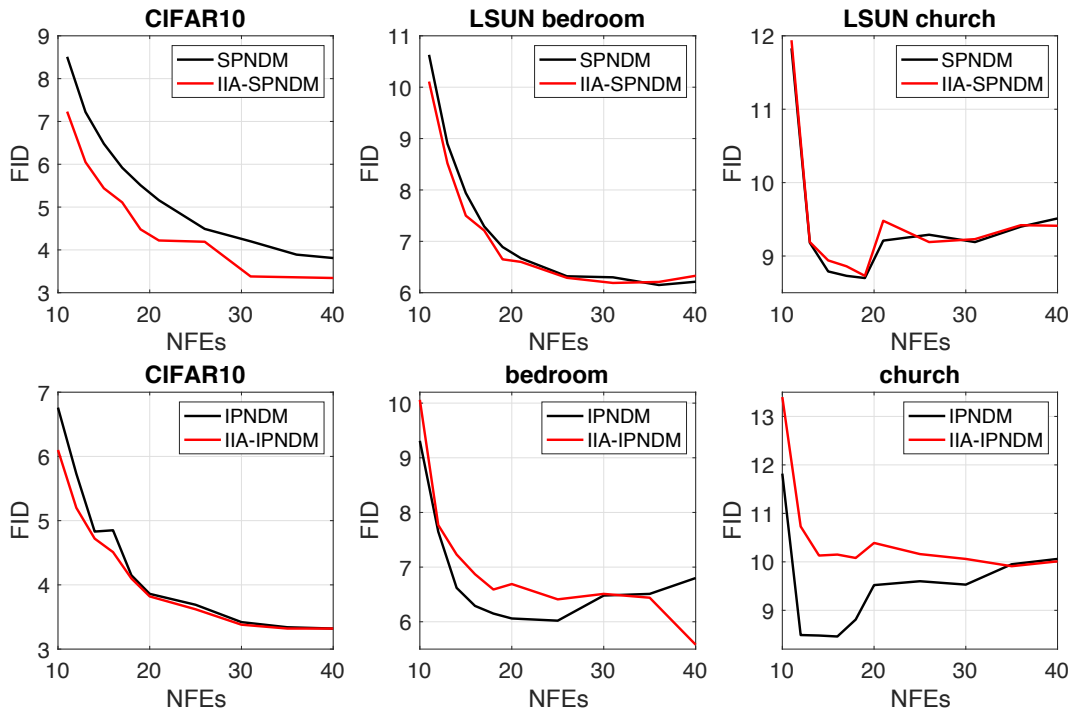 CIFAR10
9
8
7
6
5
4
3
FID
SPNDM
IIA-SPNDM
10 20 30 40
NFEs
LSUN bedroom
11
10
9
8
7
6
FID
SPNDM
IIA-SPNDM
10 20 30 40
NFEs
LSUN church
12
11
10
9
FID
SPNDM
IIA-SPNDM
10 20 30 40
NFEs
CIFAR10
7
6
5
4
3
FID
IPNDM
IIA-IPNDM
10 20 30 40
NFEs
bedroom
10
9
8
7
6
FID
IPNDM
IIA-IPNDM
10 20 30 40
NFEs
church
13
12
11
10
9
FID
IPNDM
IIA-IPNDM
10 20 30 40
NFEs